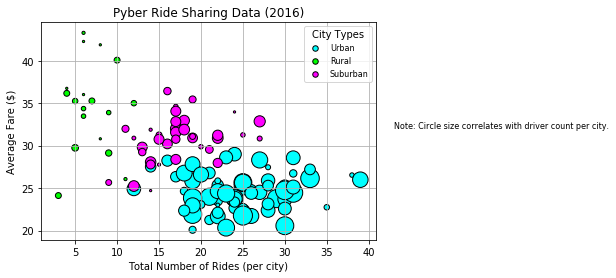 Pyber Ride Sharing Data (2016)
City Types
Urban
Rural
Suburban
Average Fare ($)
40
35
30
25
20
Note: Circle size correlates with driver count per city.
5
10
15
20
25
30
35
40
Total Number of Rides (per city)